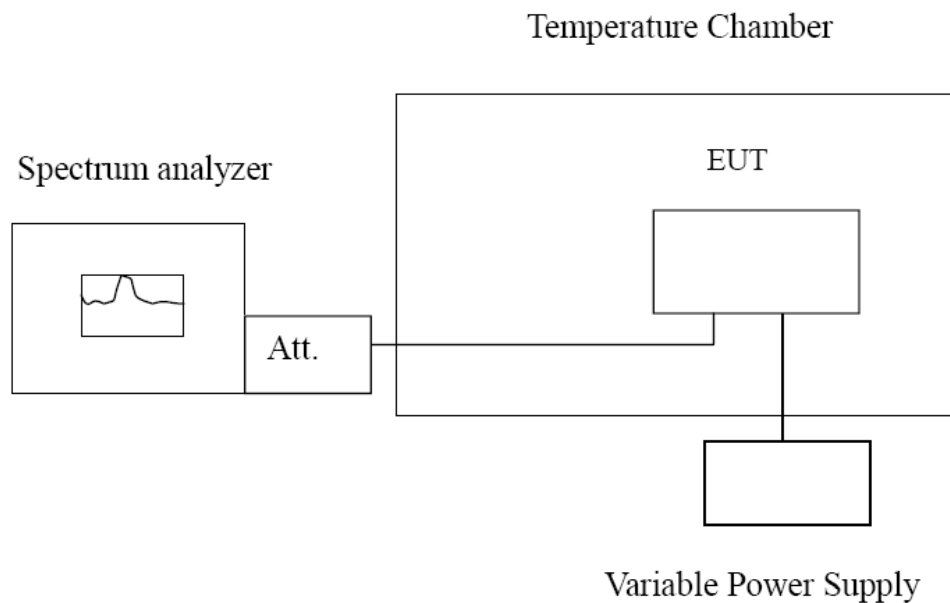 Temperature Chamber
Spectrum analyzer
EUT
Att.
Variable Power Supply